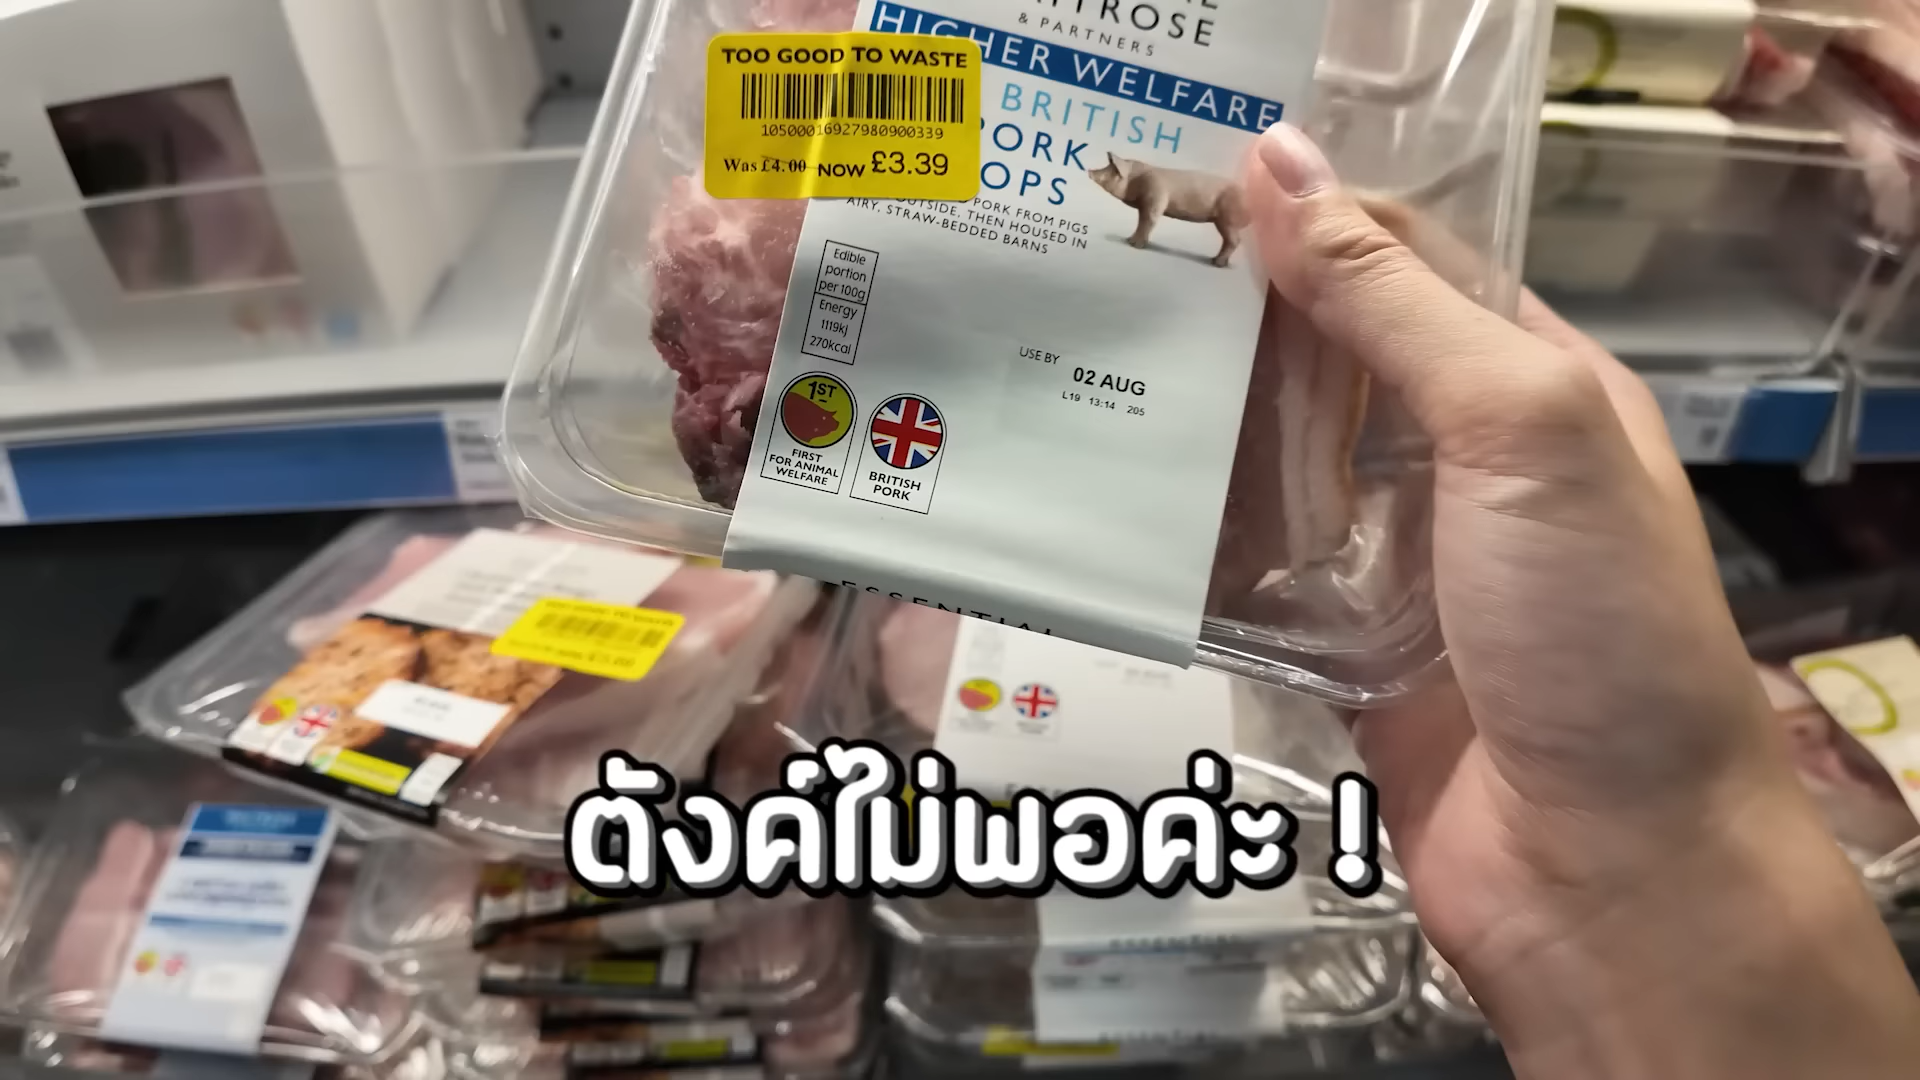 TROSE
& PARTNERS
HIGHER WELFARE
BRITISH
PORK
OPS
PORK FROM PIGS
OUTSIDE, THEN HOUSED IN
AIRY, STRAW-BEDDED BARNS
TOO GOOD TO WASTE
10500016927980900339
Was £4.00 NOW £3.39
Edible
portion
per 100g
Energy
1119kJ
270kcal
USE BY 02 AUG
L19 13:14 205
1ST
FIRST
FOR ANIMAL
WELFARE
BRITISH
PORK
ESSENTIAL
ตังค์ไม่พอค่ะ !